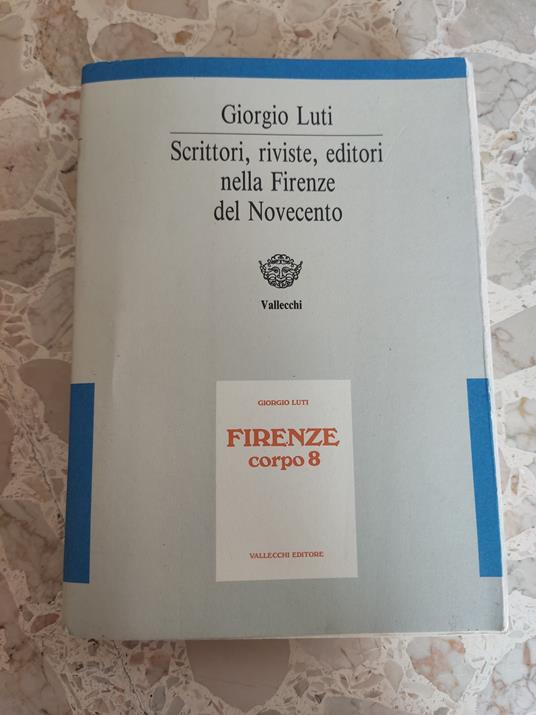 Giorgio Luti
Scrittori, riviste, editori
nella Firenze
del Novecento
Vallecchi
GIORGIO LUTI
FIRENZE
corpo 8
VALLECCHI EDITORE